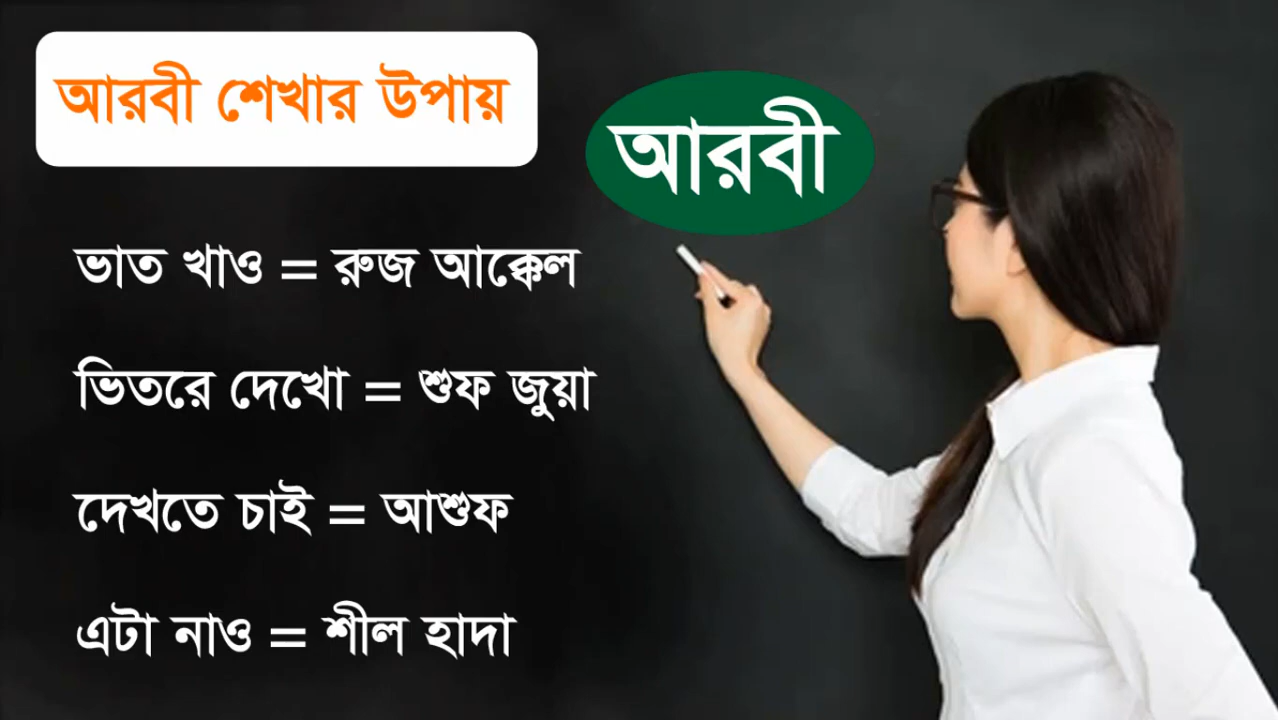 আরবী শেখার উপায়
আরবী
ভাত খাও = রুজ আক্কেল
ভিতরে দেখো = শুফ জুয়া
দেখতে চাই = আশুফ
এটা নাও = শীল হাদা